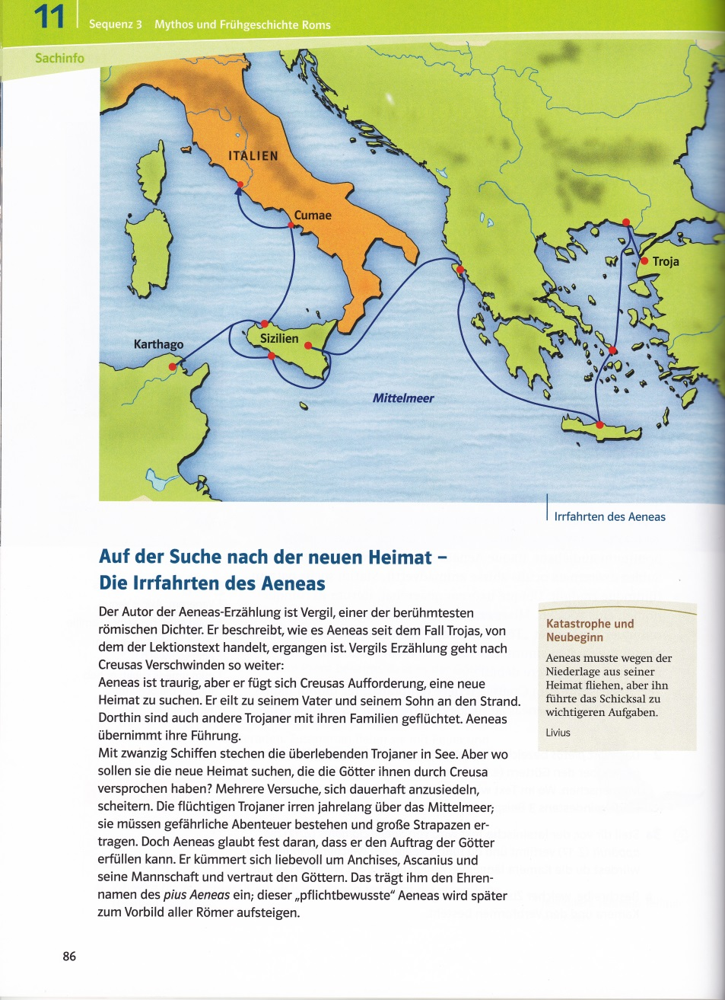 11
Sequenz 3 Mythos und Frühgeschichte Roms
Sachinfo
ITALIEN
Cumae
Troja
Karthago
Sizilien
Mittelmeer
Irrfahrten des Aeneas
Auf der Suche nach der neuen Heimat –
Die Irrfahrten des Aeneas
Der Autor der Aeneas-Erzählung ist Vergil, einer der berühmtesten
römischen Dichter. Er beschreibt, wie es Aeneas seit dem Fall Trojas, von
dem der Lektionstext handelt, ergangen ist. Vergils Erzählung geht nach
Creusas Verschwinden so weiter:
Aeneas ist traurig, aber er fügt sich Creusas Aufforderung, eine neue
Heimat zu suchen. Er eilt zu seinem Vater und seinem Sohn an den Strand.
Dorthin sind auch andere Trojaner mit ihren Familien geflüchtet. Aeneas
übernimmt ihre Führung.
Mit zwanzig Schiffen stechen die überlebenden Trojaner in See. Aber wo
sollen sie die neue Heimat suchen, die die Götter ihnen durch Creusa
versprochen haben? Mehrere Versuche, sich dauerhaft anzusiedeln,
scheitern. Die flüchtigen Trojaner irren jahrelang über das Mittelmeer;
sie müssen gefährliche Abenteuer bestehen und große Strapazen er-
tragen. Doch Aeneas glaubt fest daran, dass er den Auftrag der Götter
erfüllen kann. Er kümmert sich liebevoll um Anchises, Ascanius und
seine Mannschaft und vertraut den Göttern. Das trägt ihm den Ehren-
namen des pius Aeneas ein; dieser „pflichtbewusste“ Aeneas wird später
zum Vorbild aller Römer aufsteigen.
Katastrophe und
Neubeginn
Aeneas musste wegen der
Niederlage aus seiner
Heimat fliehen, aber ihn
führte das Schicksal zu
wichtigeren Aufgaben.
Livius
86